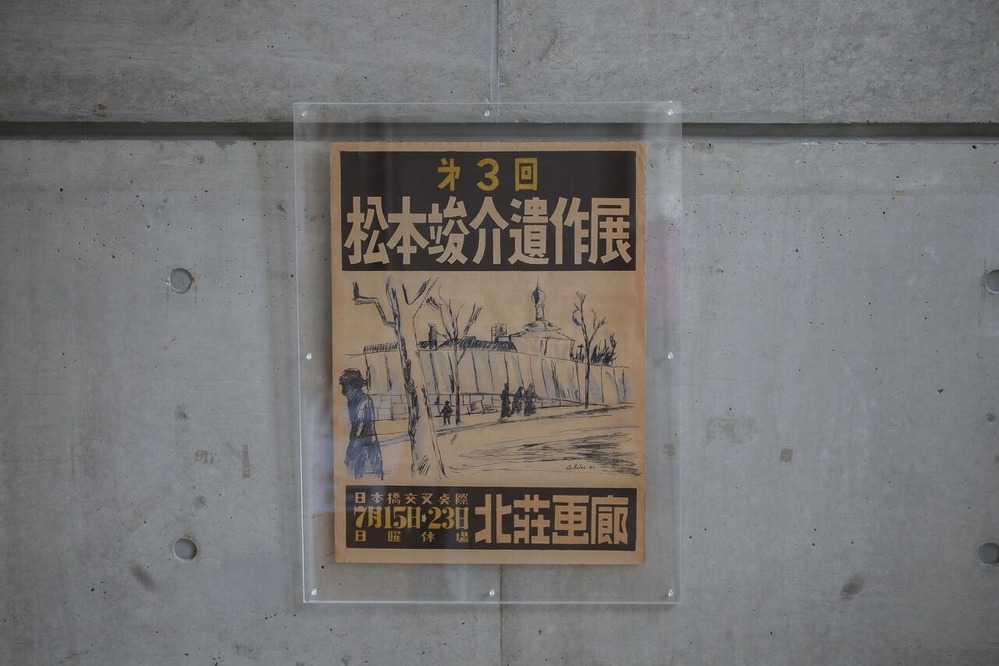 才3回
松本竣介遺作展
日本橋交叉点際
7月15日・23日
日曜休場
北荘画廊